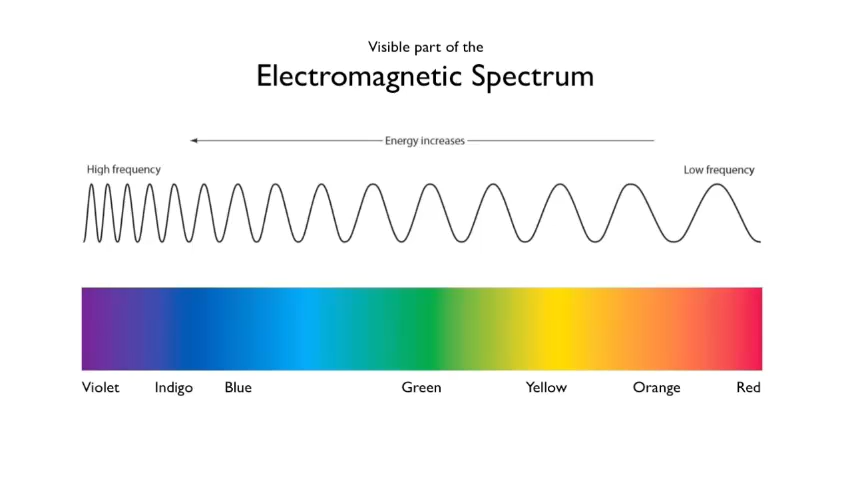 Visible part of the
Electromagnetic Spectrum
Energy increases
High frequency
Low frequency
Violet
Indigo
Blue
Green
Yellow
Orange
Red